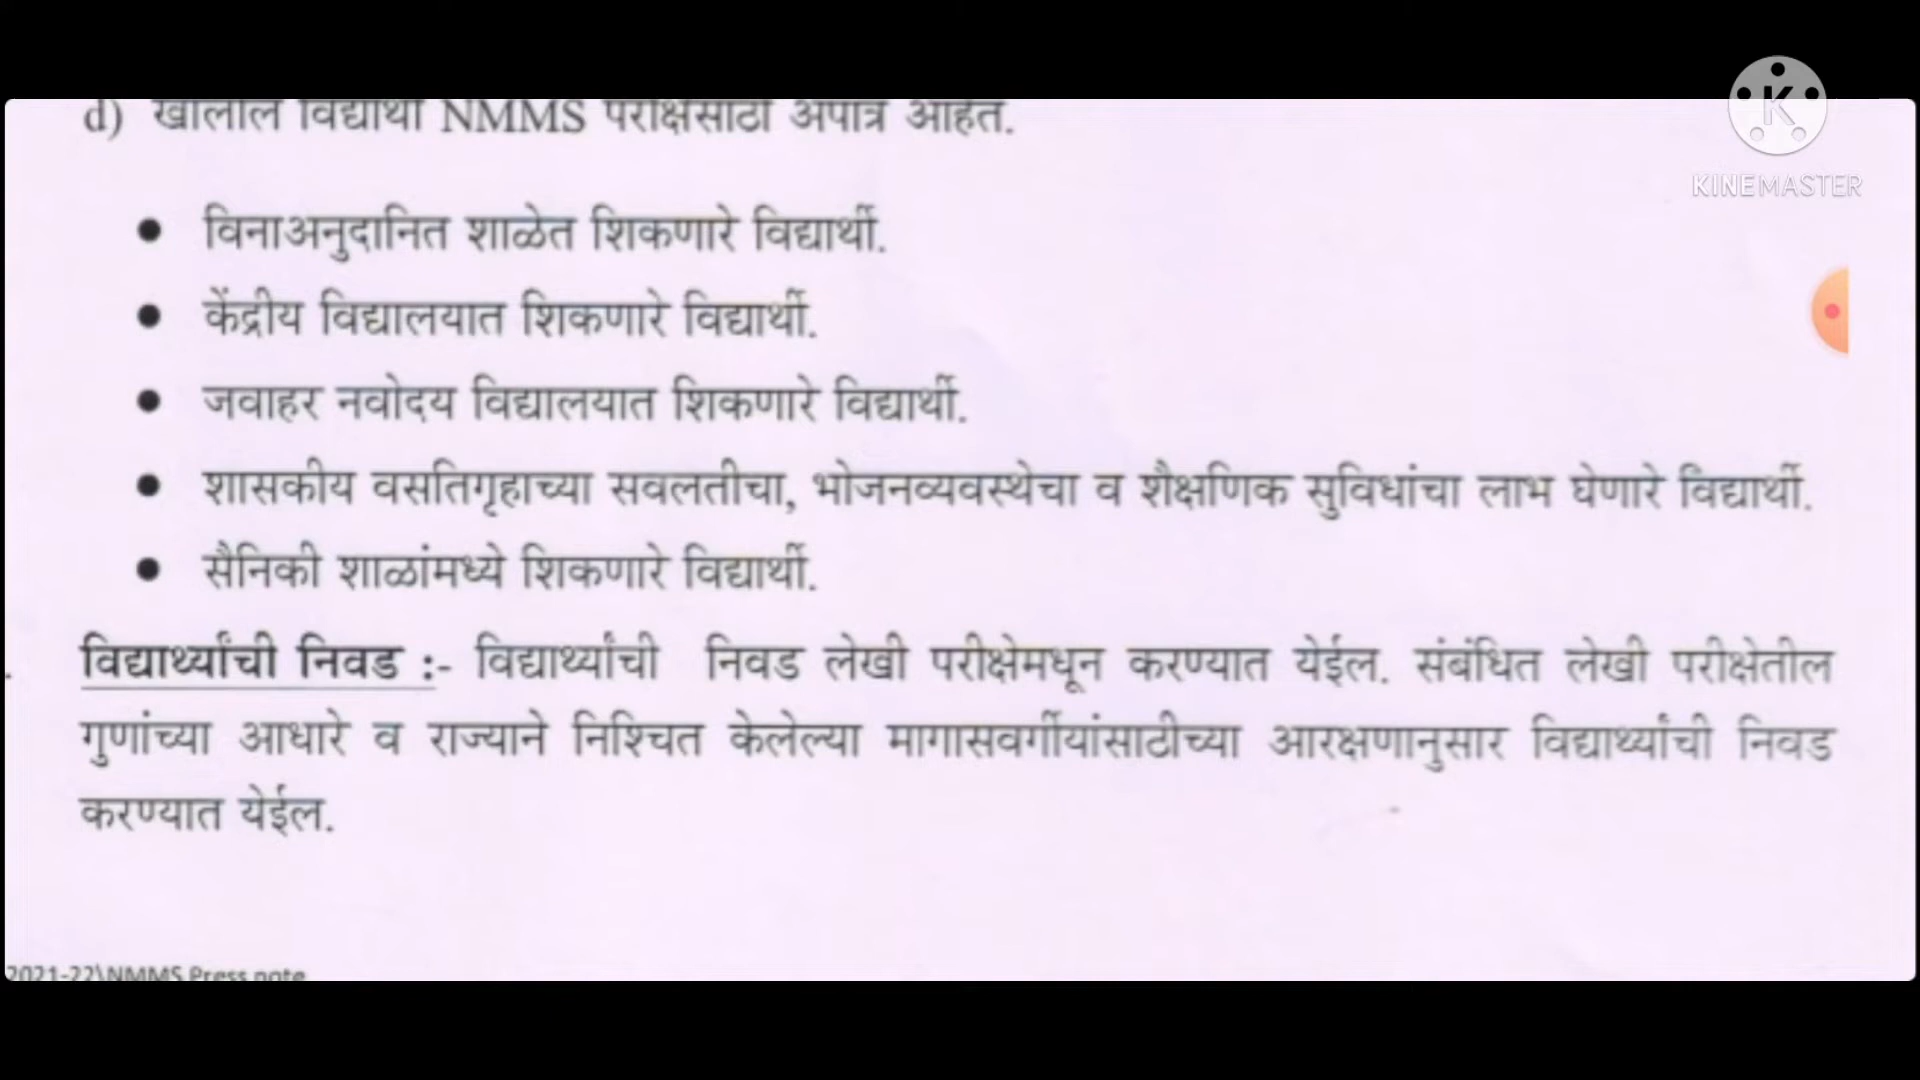 d) खालील विद्यार्थी NMMS परीक्षेसाठी अपात्र आहेत.
KINEMASTER
• विनाअनुदानित शाळेत शिकणारे विद्यार्थी.
• केंद्रीय विद्यालयात शिकणारे विद्यार्थी.
• जवाहर नवोदय विद्यालयात शिकणारे विद्यार्थी.
• शासकीय वसतिगृहाच्या सवलतीचा, भोजनव्यवस्थेचा व शैक्षणिक सुविधांचा लाभ घेणारे विद्यार्थी.
• सैनिकी शाळांमध्ये शिकणारे विद्यार्थी.
विद्यार्थ्यांची निवड :- विद्यार्थ्यांची निवड लेखी परीक्षेमधून करण्यात येईल. संबंधित लेखी परीक्षेतील
गुणांच्या आधारे व राज्याने निश्चित केलेल्या मागासवर्गीयांसाठीच्या आरक्षणानुसार विद्यार्थ्यांची निवड
करण्यात येईल.
2021-22\NMMS Press note